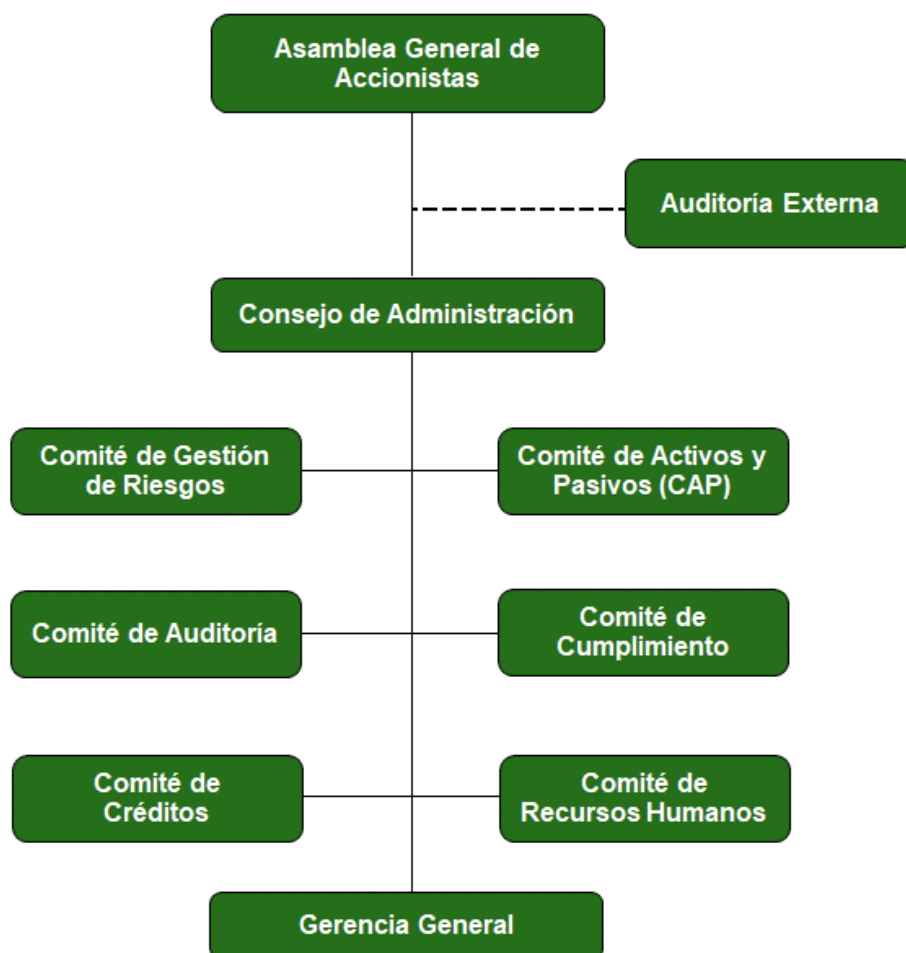 Asamblea General de
Accionistas
Auditoría Externa
Consejo de Administración
Comité de Gestión
de Riesgos
Comité de Activos y
Pasivos (CAP)
Comité de Auditoría
Comité de
Cumplimiento
Comité de
Créditos
Comité de
Recursos Humanos
Gerencia General